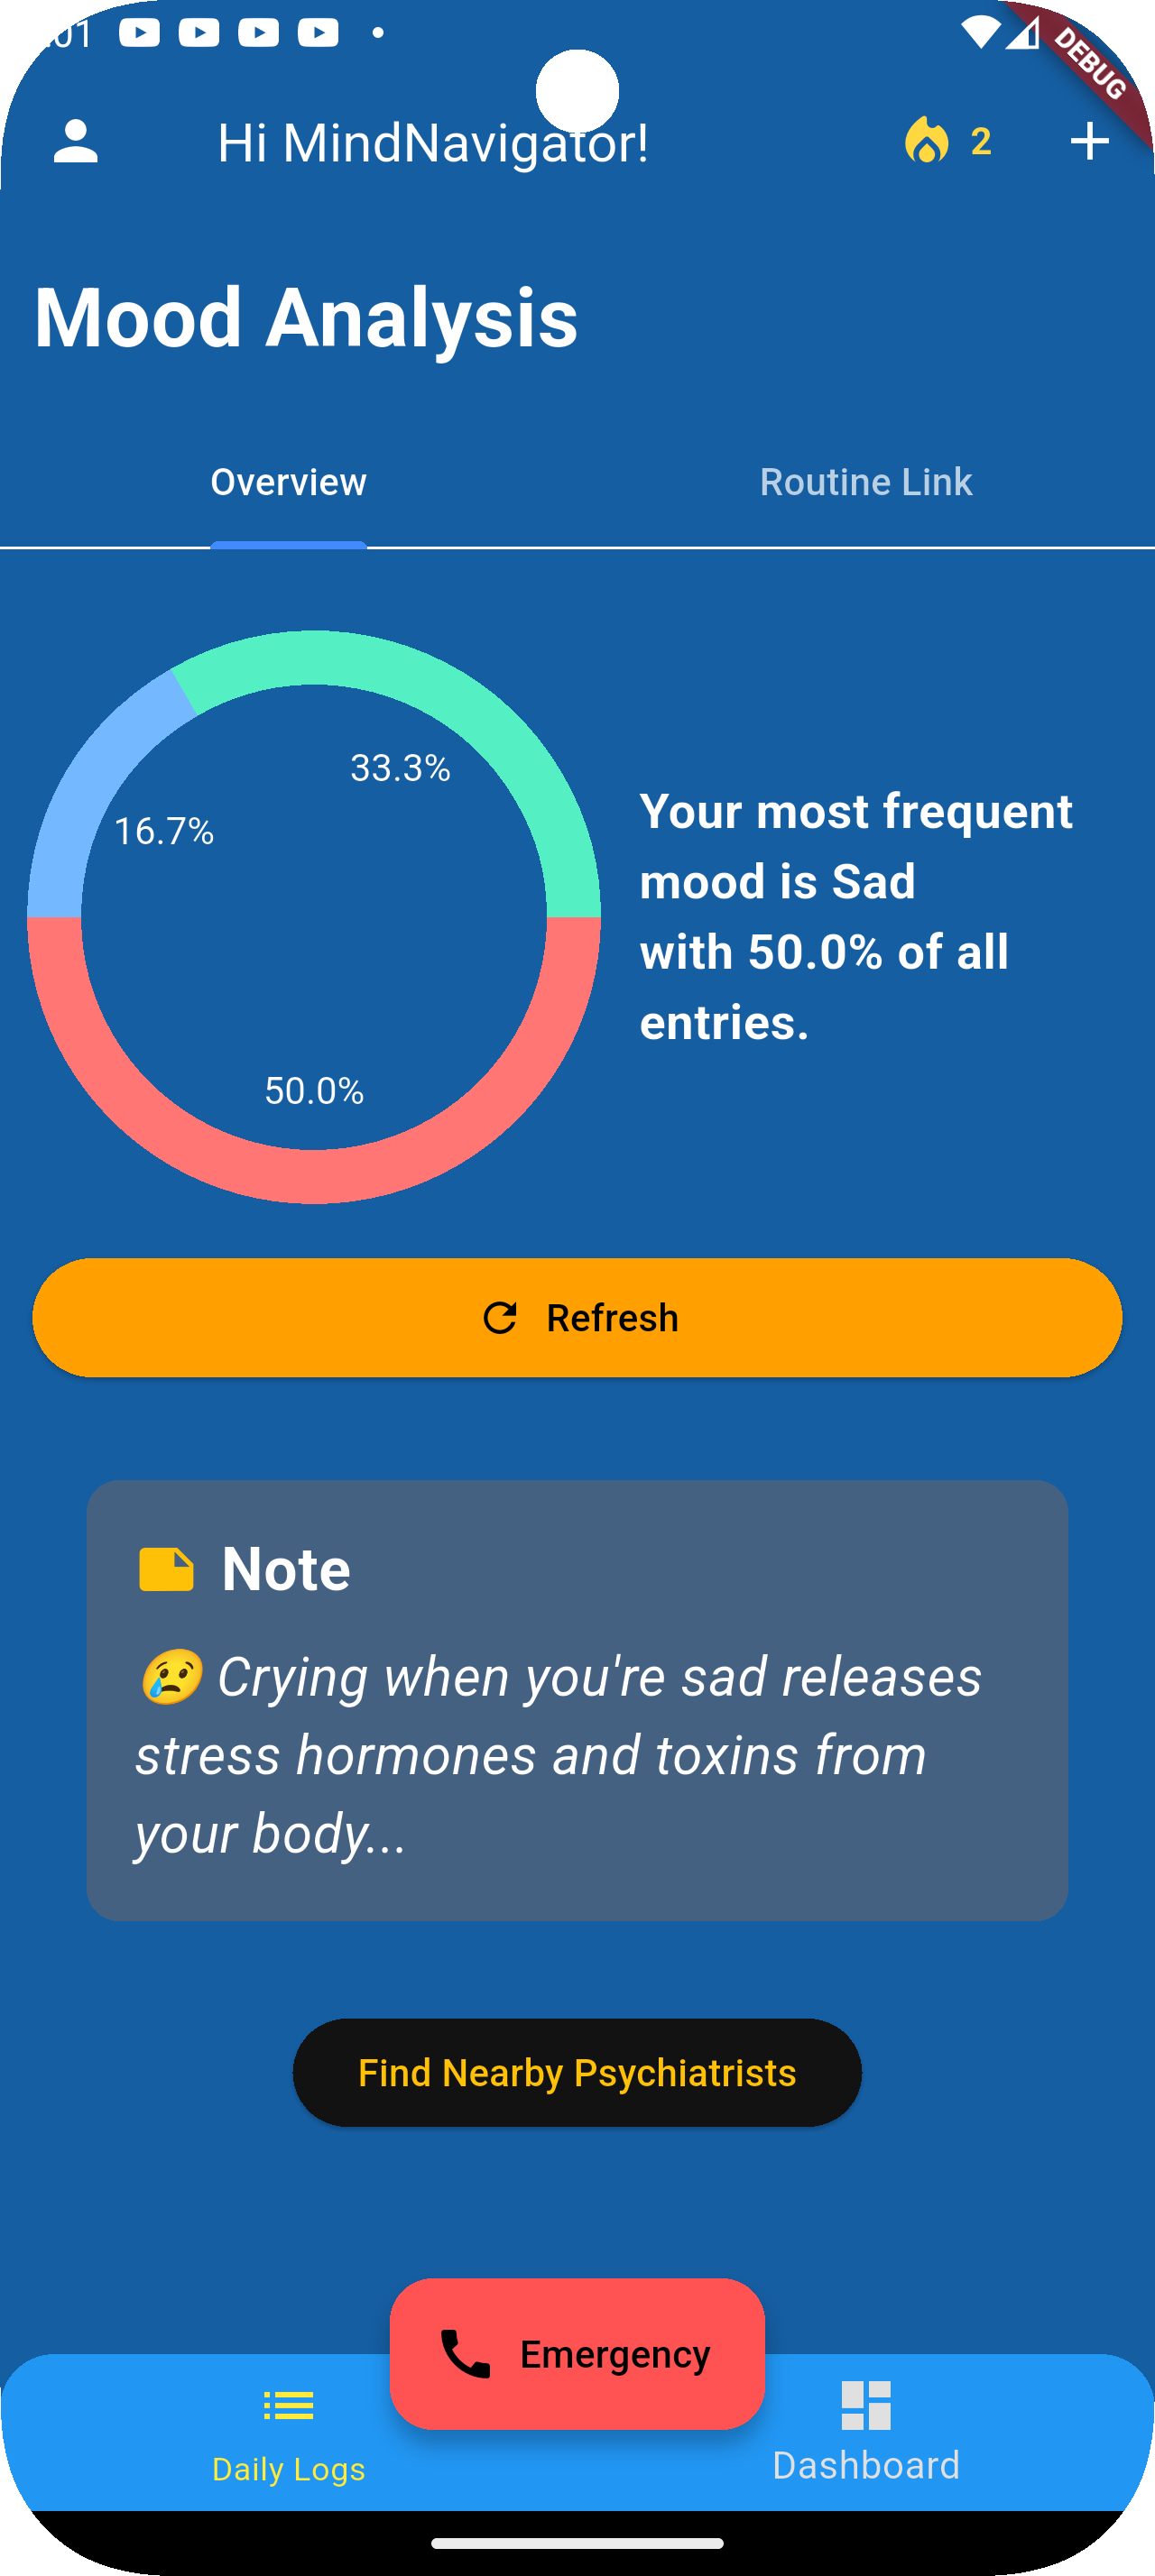 :01
DEBUG
Hi MindNavigator!
2
Mood Analysis
Overview
Routine Link
33.3%
16.7%
50.0%
Your most frequent
mood is Sad
with 50.0% of all
entries.
Refresh
Note
😢 Crying when you're sad releases
stress hormones and toxins from
your body...
Find Nearby Psychiatrists
Emergency
Daily Logs
Dashboard